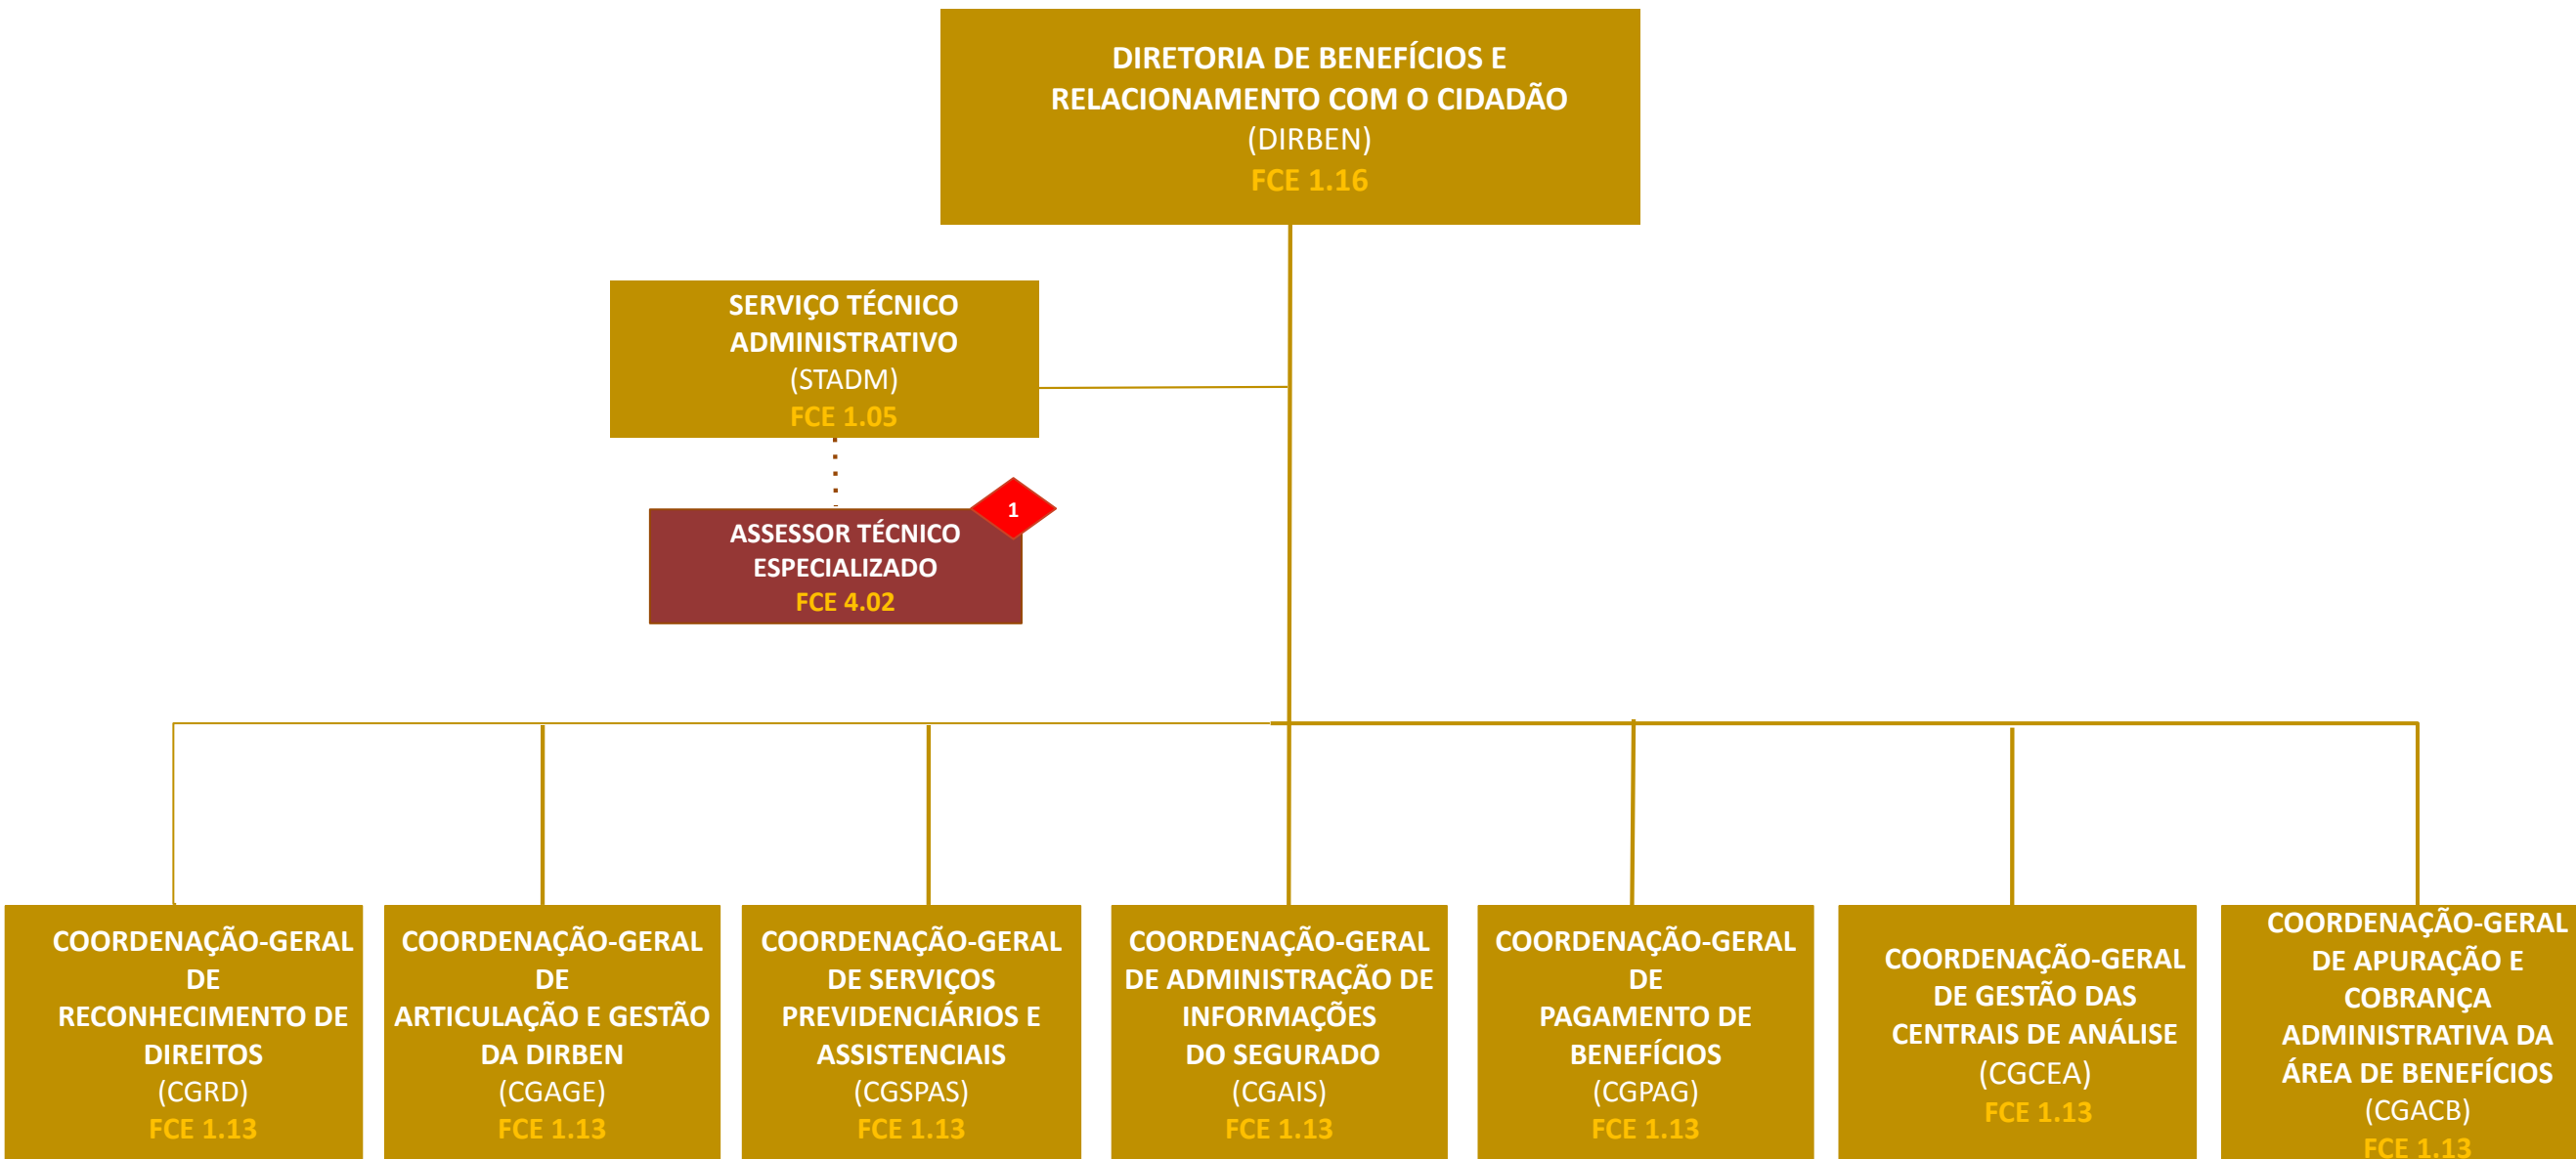 DIRETORIA DE BENEFÍCIOS E
RELACIONAMENTO COM O CIDADÃO
(DIRBEN)
FCE 1.16
SERVIÇO TÉCNICO
ADMINISTRATIVO
(STADM)
FCE 1.05
1
ASSESSOR TÉCNICO
ESPECIALIZADO
FCE 4.02
COORDENAÇÃO-GERAL
DE
RECONHECIMENTO DE
DIREITOS
(CGRD)
FCE 1.13
COORDENAÇÃO-GERAL
DE
ARTICULAÇÃO E GESTÃO
DA DIRBEN
(CGAGE)
FCE 1.13
COORDENAÇÃO-GERAL
DE SERVIÇOS
PREVIDENCIÁRIOS E
ASSISTENCIAIS
(CGSPAS)
FCE 1.13
COORDENAÇÃO-GERAL
DE ADMINISTRAÇÃO DE
INFORMAÇÕES
DO SEGURADO
(CGAIS)
FCE 1.13
COORDENAÇÃO-GERAL
DE
PAGAMENTO DE
BENEFÍCIOS
(CGPAG)
FCE 1.13
COORDENAÇÃO-GERAL
DE GESTÃO DAS
CENTRAIS DE ANÁLISE
(CGCEA)
FCE 1.13
COORDENAÇÃO-GERAL
DE APURAÇÃO E
COBRANÇA
ADMINISTRATIVA DA
ÁREA DE BENEFÍCIOS
(CGACB)
FCE 1.13